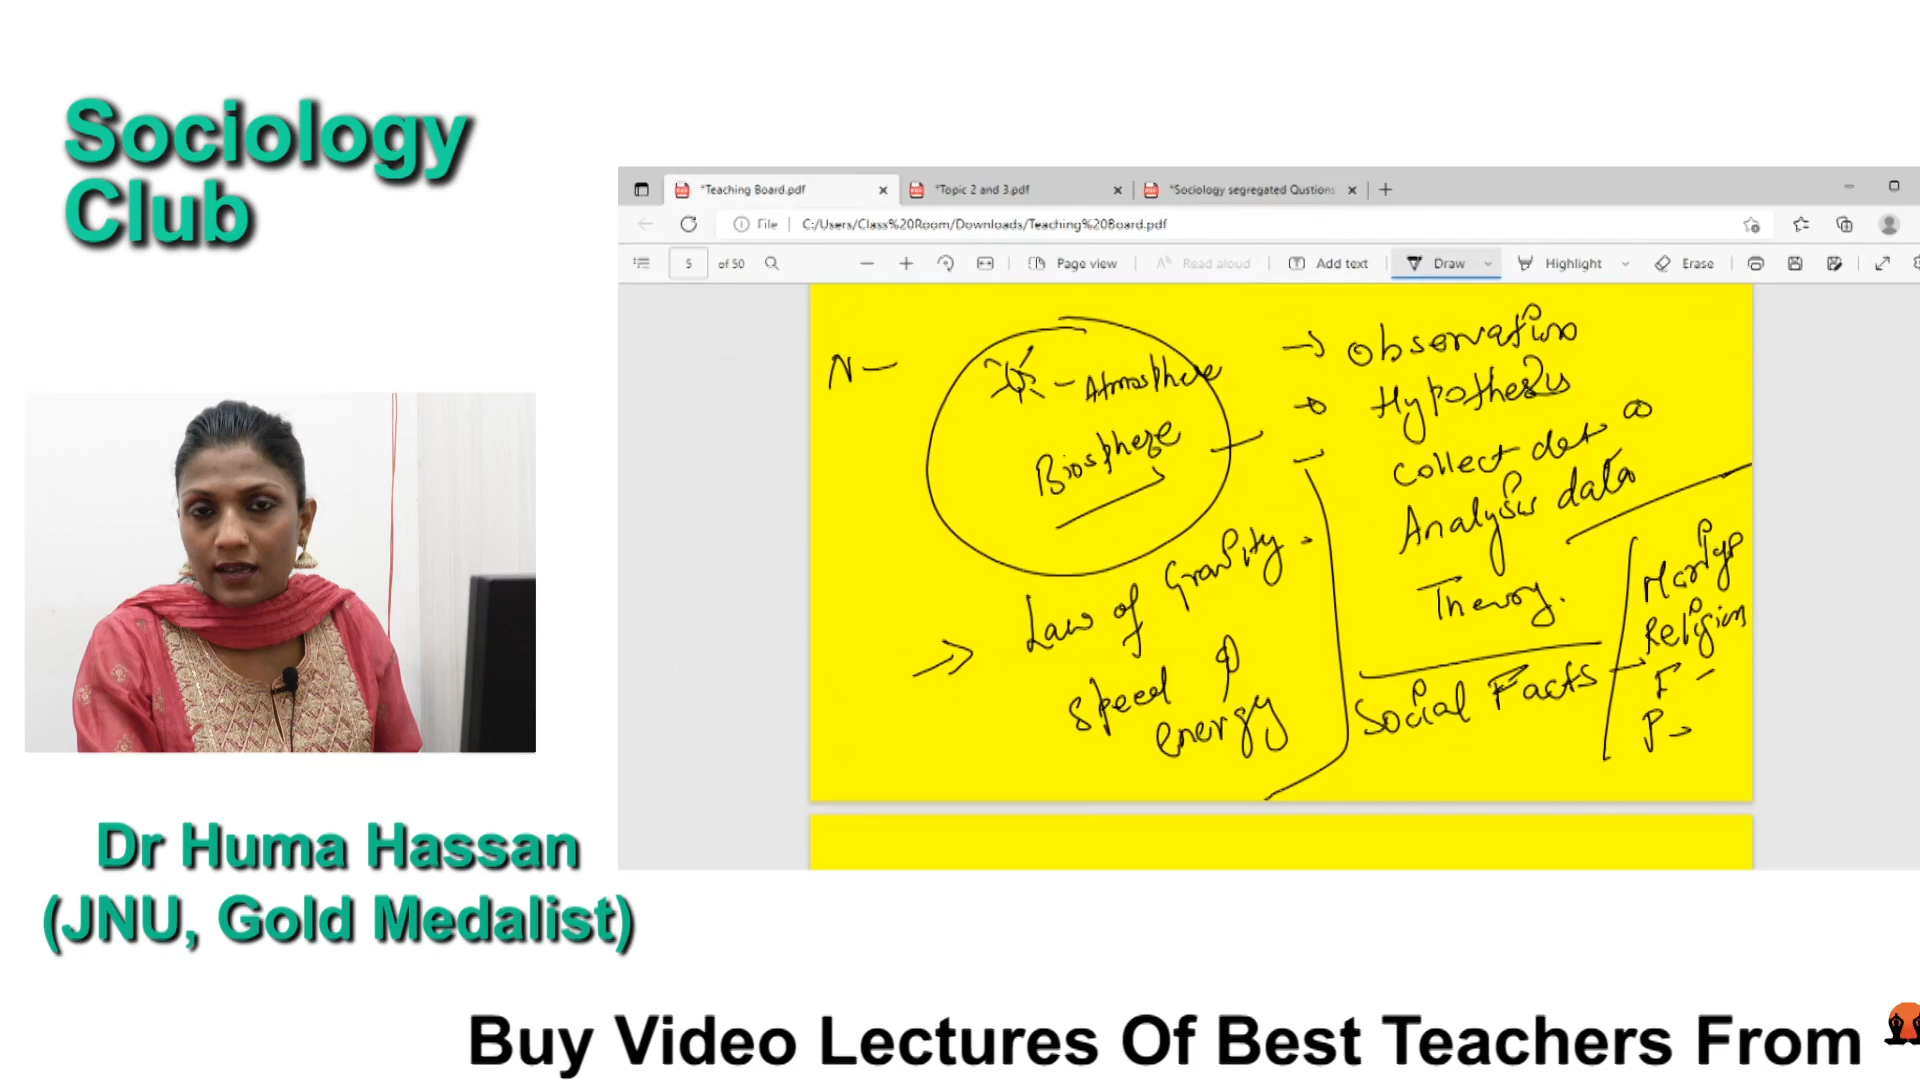 Sociology
Club
*Teaching Board.pdf
*Topic 2 and 3.pdf
*Sociology segregated Qustions
File
C:/Users/Class%20Room/Downloads/Teaching%20Board.pdf
5 of 50
Page view
Read aloud
Add text
Draw
Highlight
Erase
N-
Atmosphere
Biosphere
Observation
Hypothesis
Collect data
Analysis data
Theory.
Law of Gravity
Speed
energy
Social Facts
Religion
F -
P
Dr Huma Hassan
(JNU, Gold Medalist)
Buy Video Lectures Of Best Teachers From